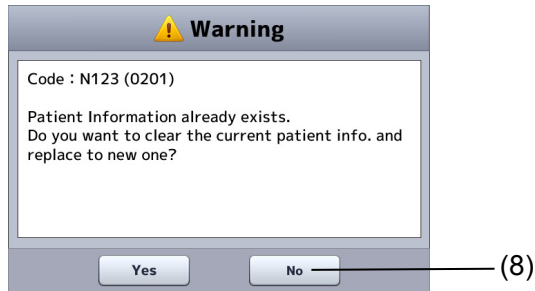 Warning
Code : N123 (0201)
Patient Information already exists.
Do you want to clear the current patient info. and
replace to new one?
Yes
No
(8)